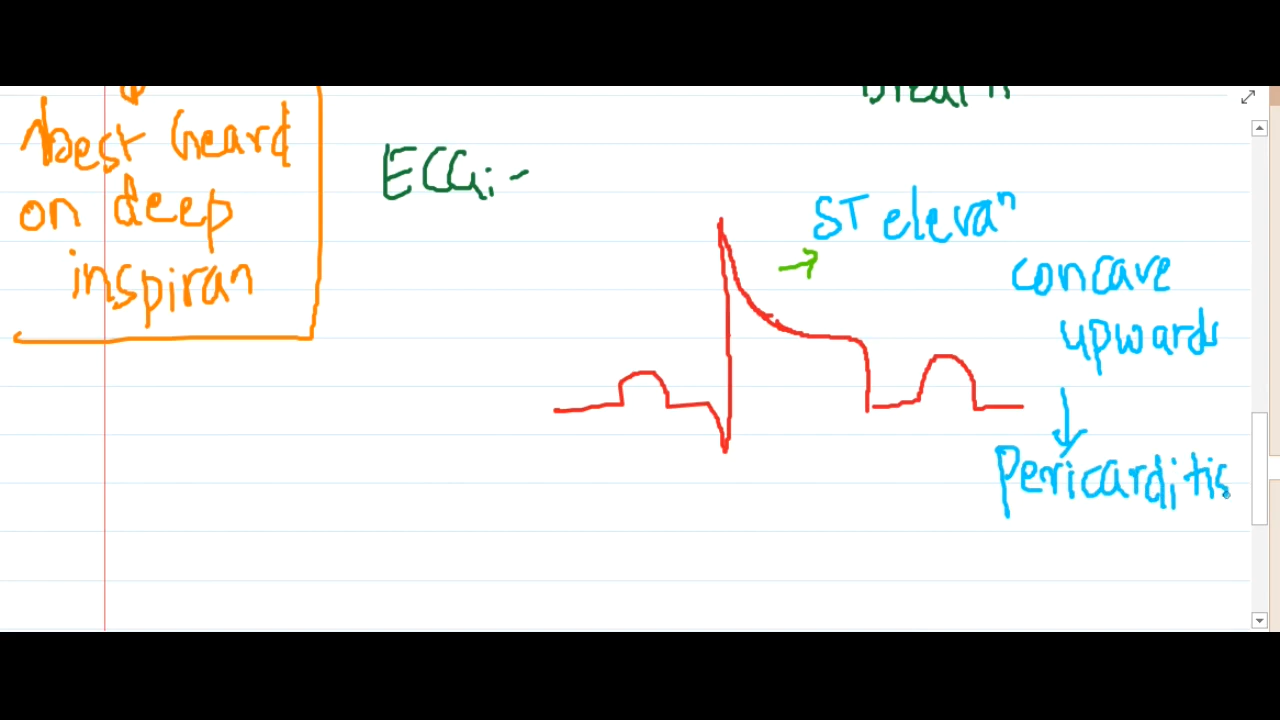 best heard
on deep
inspiran
ECG:-
ST elevan
concave
upwards
Pericarditis